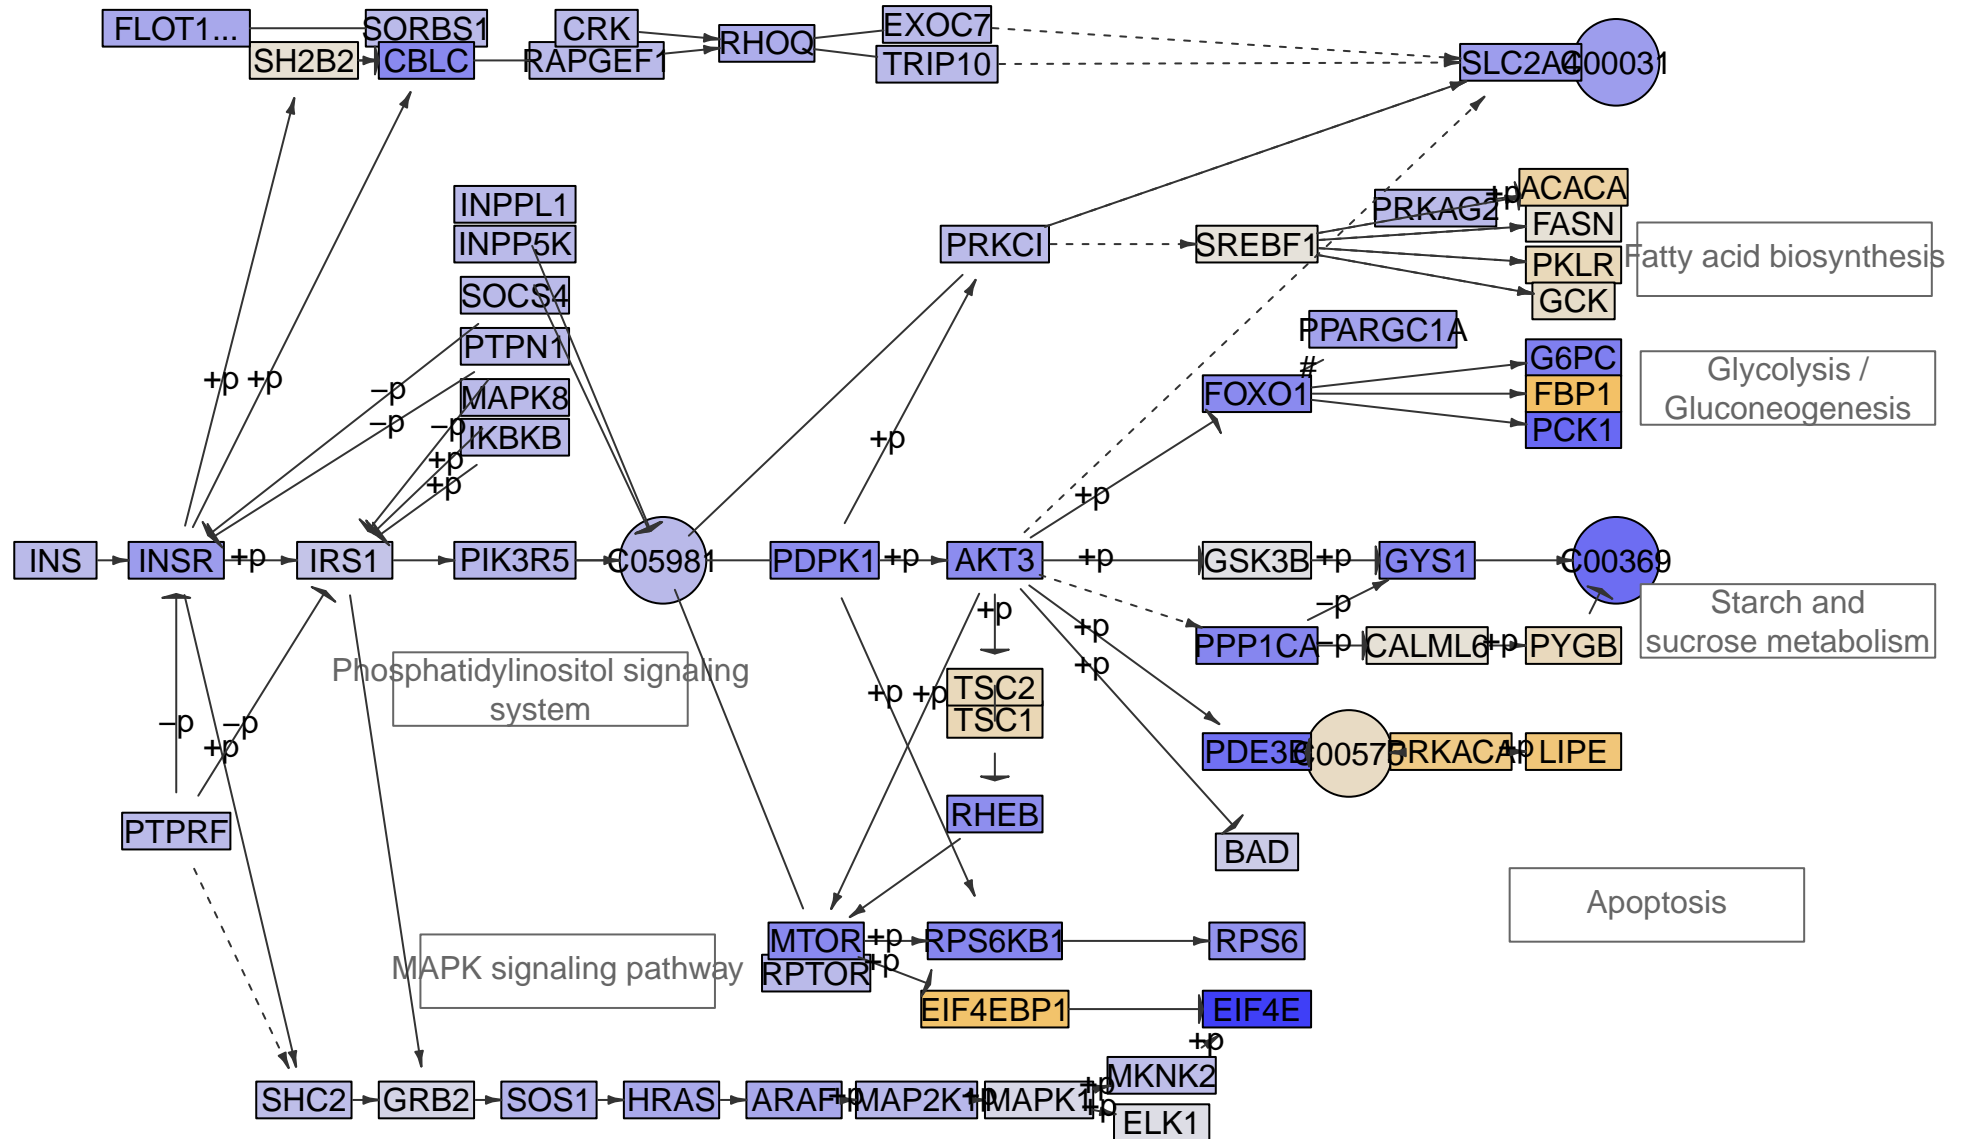 FLOT1...
SORBS1
SH2B2
CBLC
CRK
RAPGEF1
RHOQ
EXOC7
TRIP10
SLC2A4
C00031
INPPL1
INPP5K
SOCS4
PTPN1
MAPK8
IKBKB
PRKCI
SREBF1
PRKAG2
+p
ACACA
FASN
PKLR
GCK
Fatty acid biosynthesis
PPARGC1A
#
FOXO1
G6PC
FBP1
PCK1
Glycolysis /
Gluconeogenesis
+p
+p
−p
−p
−p
+p
+p
+p
+p
INS
INSR
+p
IRS1
PIK3R5
C05981
PDPK1
+p
AKT3
+p
GSK3B
+p
GYS1
C00369
−p
PPP1CA
−p
CALML6
+p
PYGB
Starch and
sucrose metabolism
+p
+p
+p
Phosphatidylinositol signaling
system
TSC2
TSC1
+p
+p
−p
−p
+p
PDE3B
C00575
PRKACA
+p
LIPE
PTPRF
RHEB
BAD
Apoptosis
MTOR
RPTOR
+p
+p
RPS6KB1
RPS6
MAPK signaling pathway
EIF4EBP1
EIF4E
+p
SHC2
GRB2
SOS1
HRAS
ARAF
+p
MAP2K1
+p
MAPK1
+p
+p
MKNK2
ELK1